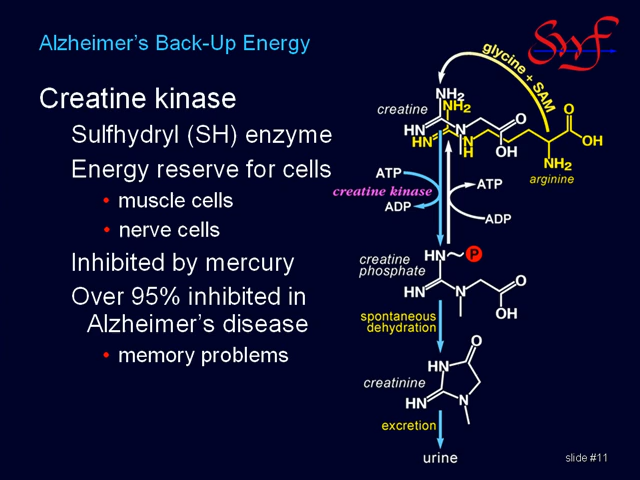 Alzheimer's Back-Up Energy
SWF
glycine + SAM
Creatine kinase
Sulfhydryl (SH) enzyme
Energy reserve for cells
• muscle cells
• nerve cells
Inhibited by mercury
Over 95% inhibited in
Alzheimer's disease
• memory problems
NH2
NH2
creatine
HN
N
O
OH
HN
N
H
O
OH
NH2
arginine
ATP
creatine kinase
ADP
ATP
ADP
HN
P
creatine
phosphate
HN
N
O
OH
spontaneous
dehydration
O
HN
creatinine
HN
N
excretion
urine
slide #11